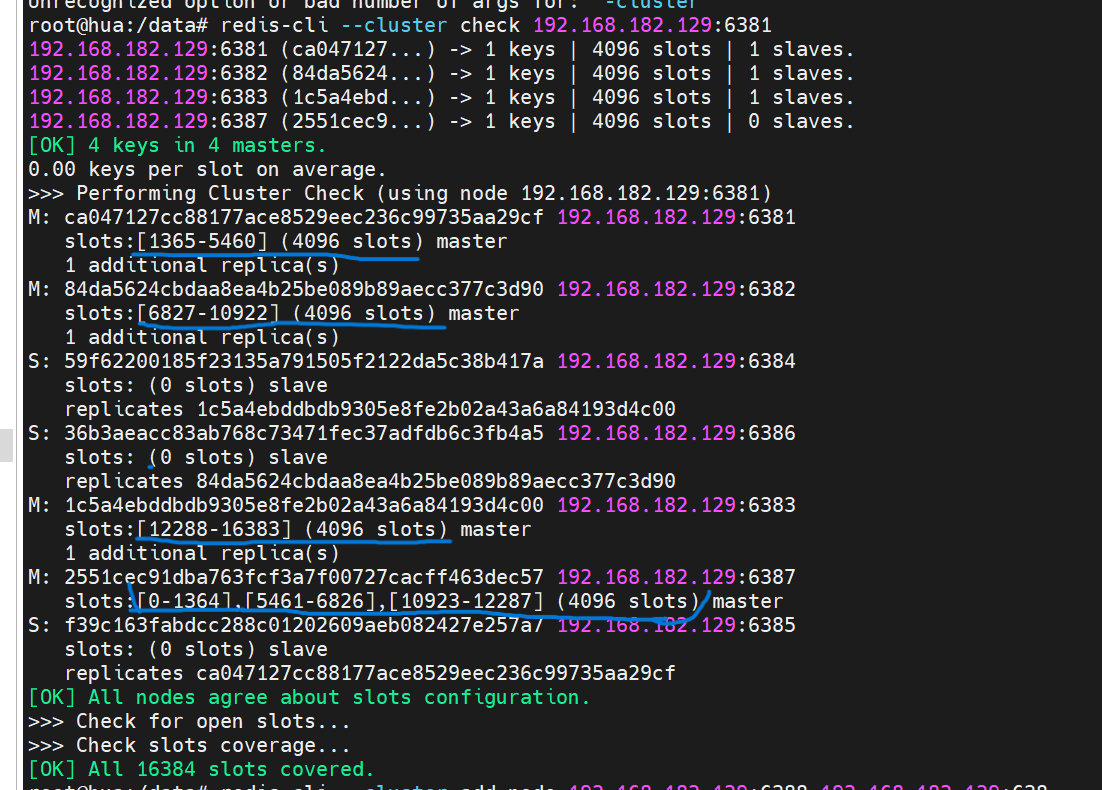 unrecognized option or bad number of args for: '-cluster'
root@hua:/data# redis-cli --cluster check 192.168.182.129:6381
192.168.182.129:6381 (ca047127...) -> 1 keys | 4096 slots | 1 slaves.
192.168.182.129:6382 (84da5624...) -> 1 keys | 4096 slots | 1 slaves.
192.168.182.129:6383 (1c5a4ebd...) -> 1 keys | 4096 slots | 1 slaves.
192.168.182.129:6387 (2551cec9...) -> 1 keys | 4096 slots | 0 slaves.
[OK] 4 keys in 4 masters.
0.00 keys per slot on average.
>>> Performing Cluster Check (using node 192.168.182.129:6381)
M: ca047127cc88177ace8529eec236c99735aa29cf 192.168.182.129:6381
   slots:[1365-5460] (4096 slots) master
   1 additional replica(s)
M: 84da5624cbdaa8ea4b25be089b89aecc377c3d90 192.168.182.129:6382
   slots:[6827-10922] (4096 slots) master
   1 additional replica(s)
S: 59f62200185f23135a791505f2122da5c38b417a 192.168.182.129:6384
   slots: (0 slots) slave
   replicates 1c5a4ebddbdb9305e8fe2b02a43a6a84193d4c00
S: 36b3aeacc83ab768c73471fec37adfdb6c3fb4a5 192.168.182.129:6386
   slots: (0 slots) slave
   replicates 84da5624cbdaa8ea4b25be089b89aecc377c3d90
M: 1c5a4ebddbdb9305e8fe2b02a43a6a84193d4c00 192.168.182.129:6383
   slots:[12288-16383] (4096 slots) master
   1 additional replica(s)
M: 2551cec91dba763fcf3a7f00727cacff463dec57 192.168.182.129:6387
   slots:[0-1364],[5461-6826],[10923-12287] (4096 slots) master
S: f39c163fabdcc288c01202609aeb082427e257a7 192.168.182.129:6385
   slots: (0 slots) slave
   replicates ca047127cc88177ace8529eec236c99735aa29cf
[OK] All nodes agree about slots configuration.
>>> Check for open slots...
>>> Check slots coverage...
[OK] All 16384 slots covered.
root@hua:/data# redis-cli --cluster add-node 192.168.182.129:6388 192.168.182.129:638